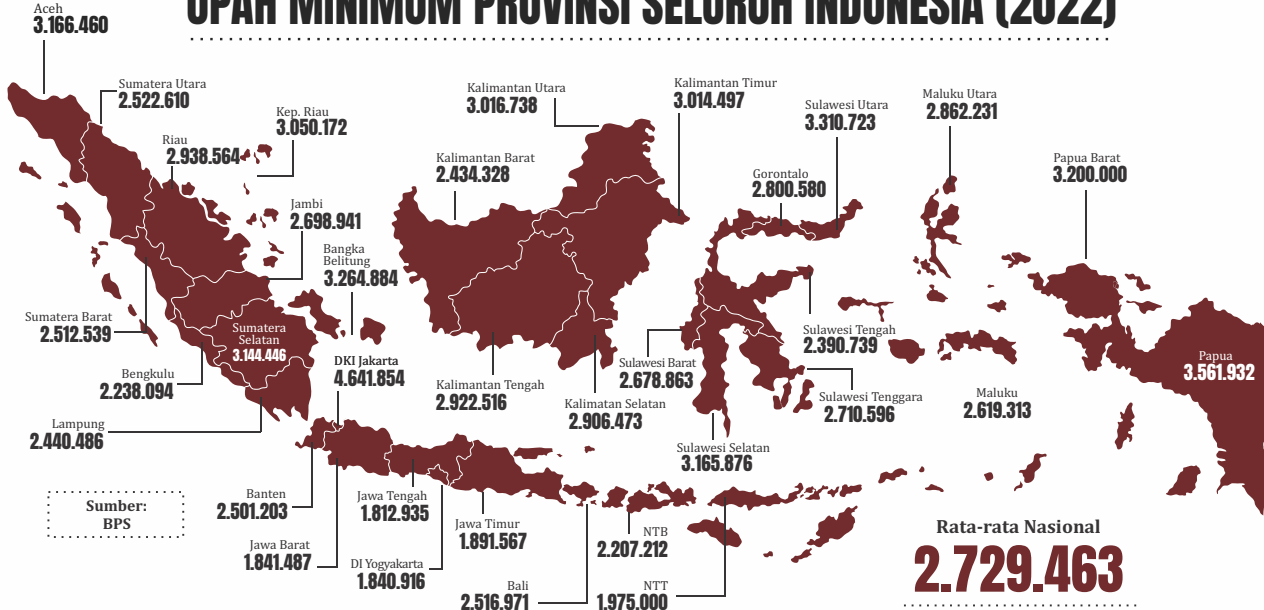 UPAH MINIMUM PROVINSI SELURUH INDONESIA (2022)
Aceh
3.166.460
Sumatera Utara
2.522.610
Kep. Riau
3.050.172
Riau
2.938.564
Jambi
2.698.941
Bangka
Belitung
3.264.884
Sumatera Barat
2.512.539
Sumatera
Selatan
3.144.446
Bengkulu
2.238.094
Lampung
2.440.486
DKI Jakarta
4.641.854
Kalimantan Utara
3.016.738
Kalimantan Timur
3.014.497
Kalimantan Barat
2.434.328
Kalimantan Tengah
2.922.516
Kalimatan Selatan
2.906.473
Sulawesi Utara
3.310.723
Gorontalo
2.800.580
Sulawesi Tengah
2.390.739
Sulawesi Barat
2.678.863
Sulawesi Tenggara
2.710.596
Sulawesi Selatan
3.165.876
Maluku Utara
2.862.231
Maluku
2.619.313
Papua Barat
3.200.000
Papua
3.561.932
Banten
2.501.203
Jawa Barat
1.841.487
Jawa Tengah
1.812.935
DI Yogyakarta
1.840.916
Jawa Timur
1.891.567
Bali
2.516.971
NTB
2.207.212
NTT
1.975.000
Sumber:
BPS
Rata-rata Nasional
2.729.463